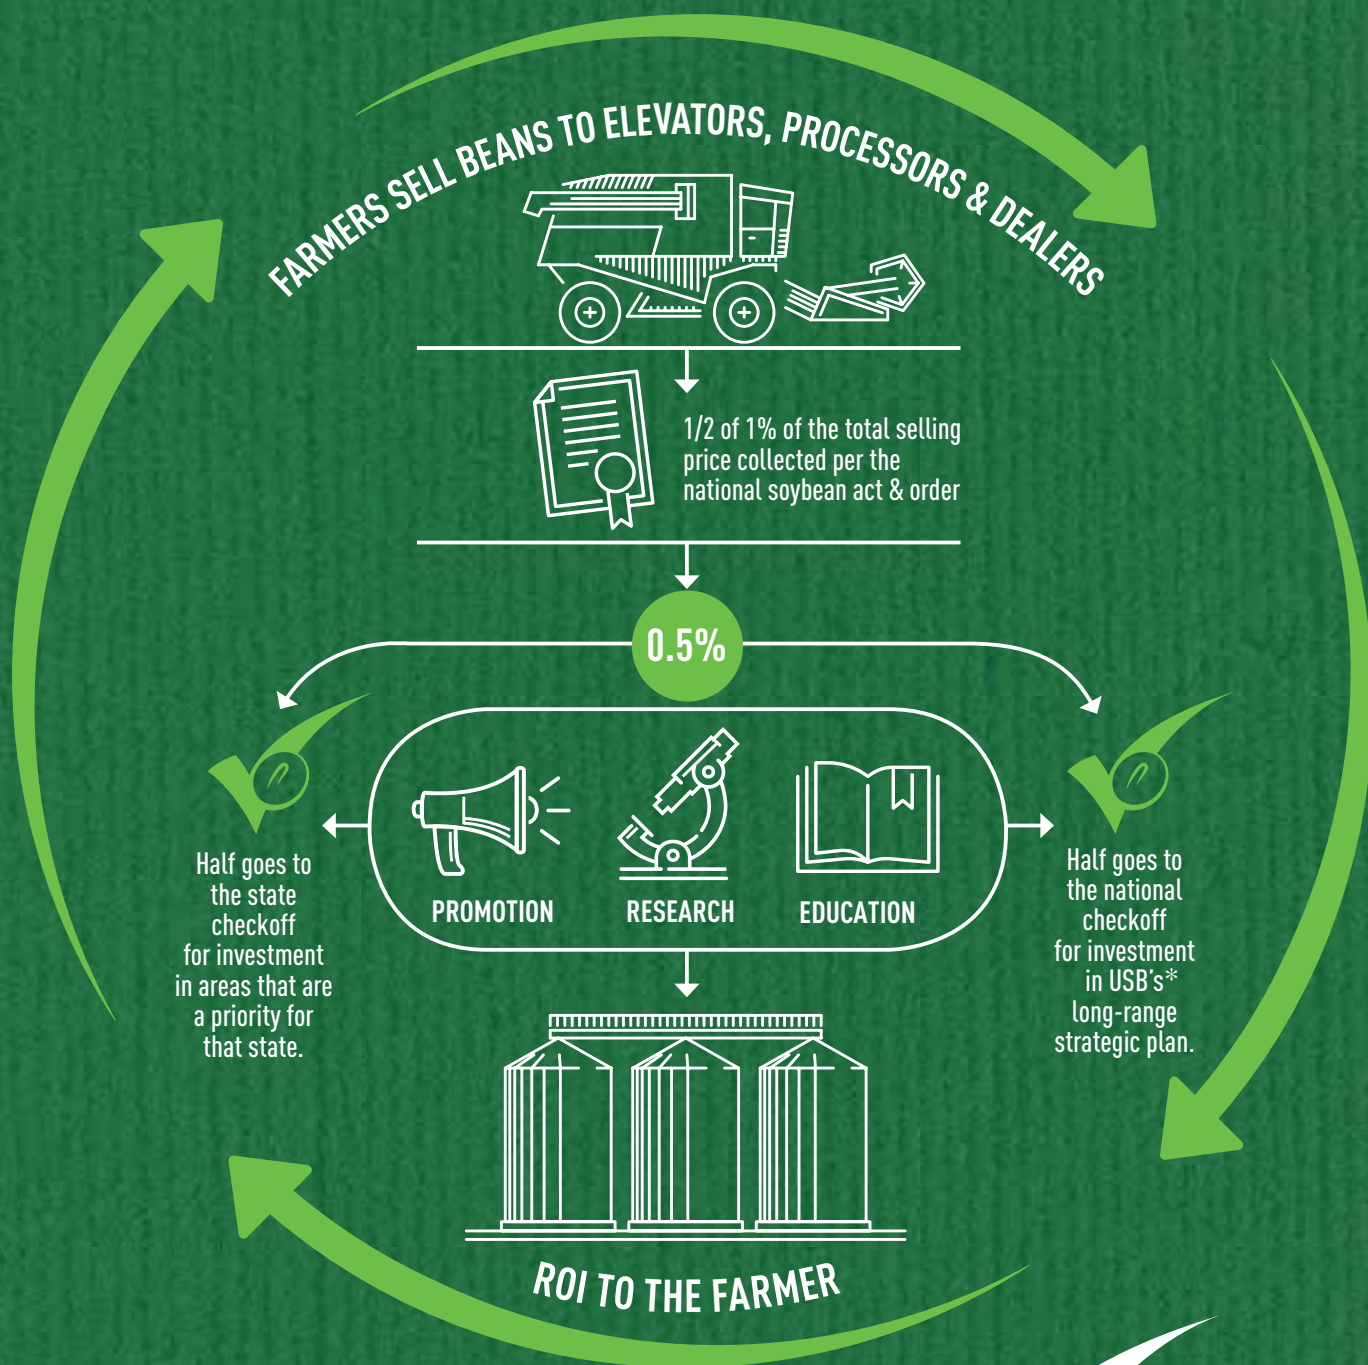 FARMERS SELL BEANS TO ELEVATORS, PROCESSORS & DEALERS
1/2 of 1% of the total selling
price collected per the
national soybean act & order
0.5%
PROMOTION
RESEARCH
EDUCATION
Half goes to
the state
checkoff
for investment
in areas that are
a priority for
that state.
Half goes to
the national
checkoff
for investment
in USB's*
long-range
strategic plan.
ROI TO THE FARMER